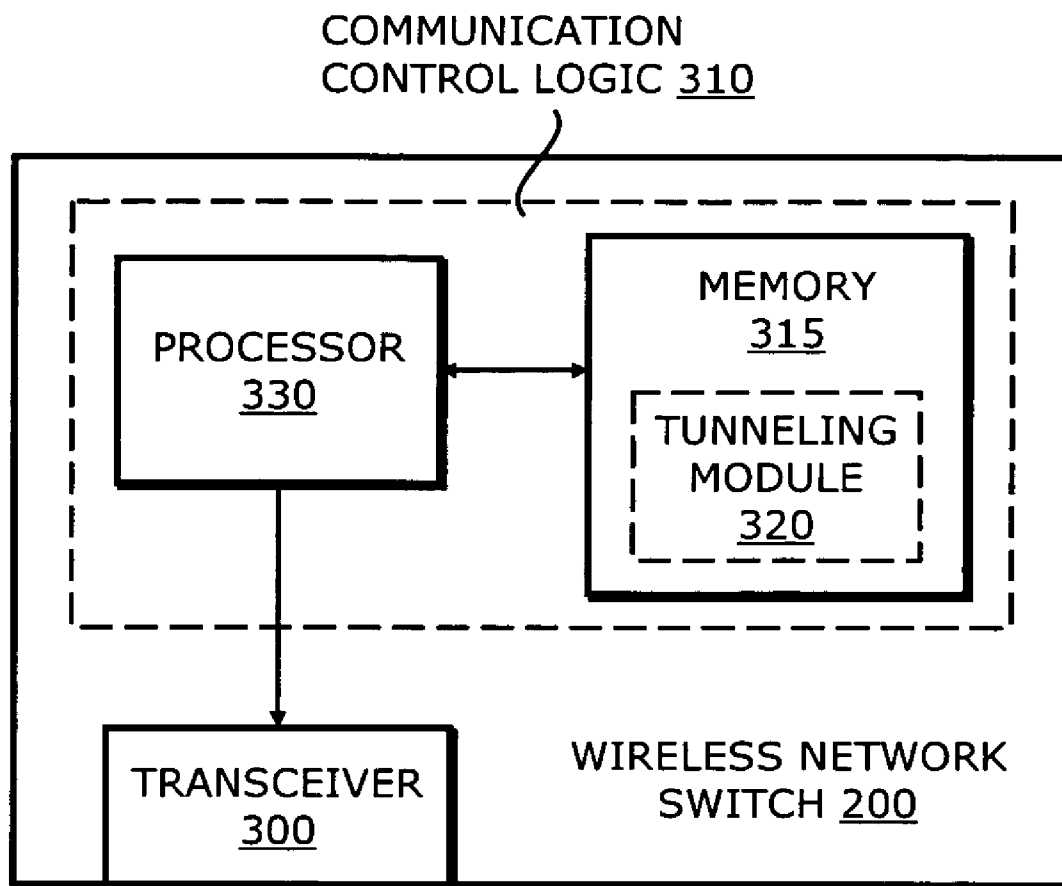 COMMUNICATION
CONTROL LOGIC 310
PROCESSOR
330
MEMORY
315
TUNNELING
MODULE
320
TRANSCEIVER
300
WIRELESS NETWORK
SWITCH 200